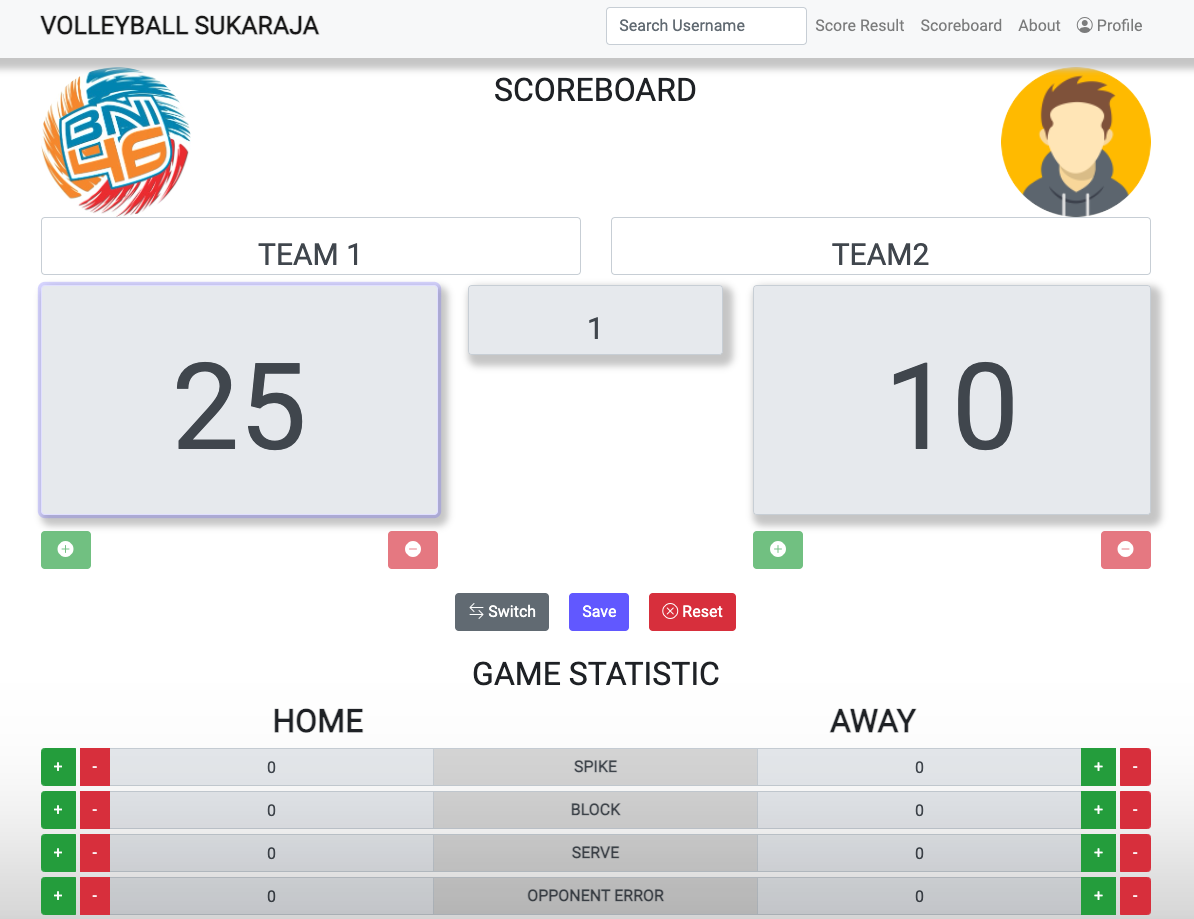 VOLLEYBALL SUKARAJA
Search Username
Score Result
Scoreboard
About
Profile
BNI
46
SCOREBOARD
TEAM 1
TEAM2
25
1
10
Switch
Save
Reset
GAME STATISTIC
HOME
AWAY
+ - 0 SPIKE 0 + -
+ - 0 BLOCK 0 + -
+ - 0 SERVE 0 + -
+ - 0 OPPONENT ERROR 0 + -